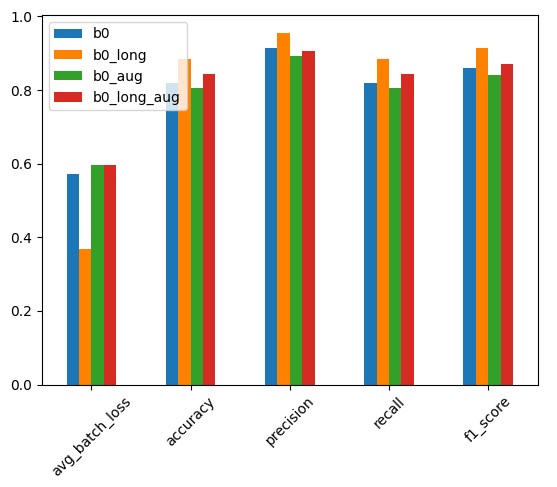 b0
b0_long
b0_aug
b0_long_aug
1.0
0.8
0.6
0.4
0.2
0.0
avg_batch_loss
accuracy
precision
recall
f1_score